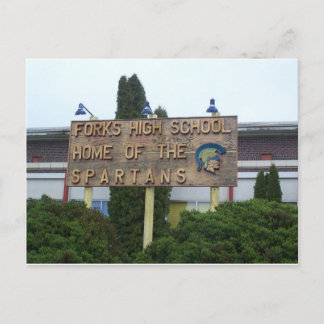 FORKS HIGH SCHOOL
HOME OF THE
SPARTANS